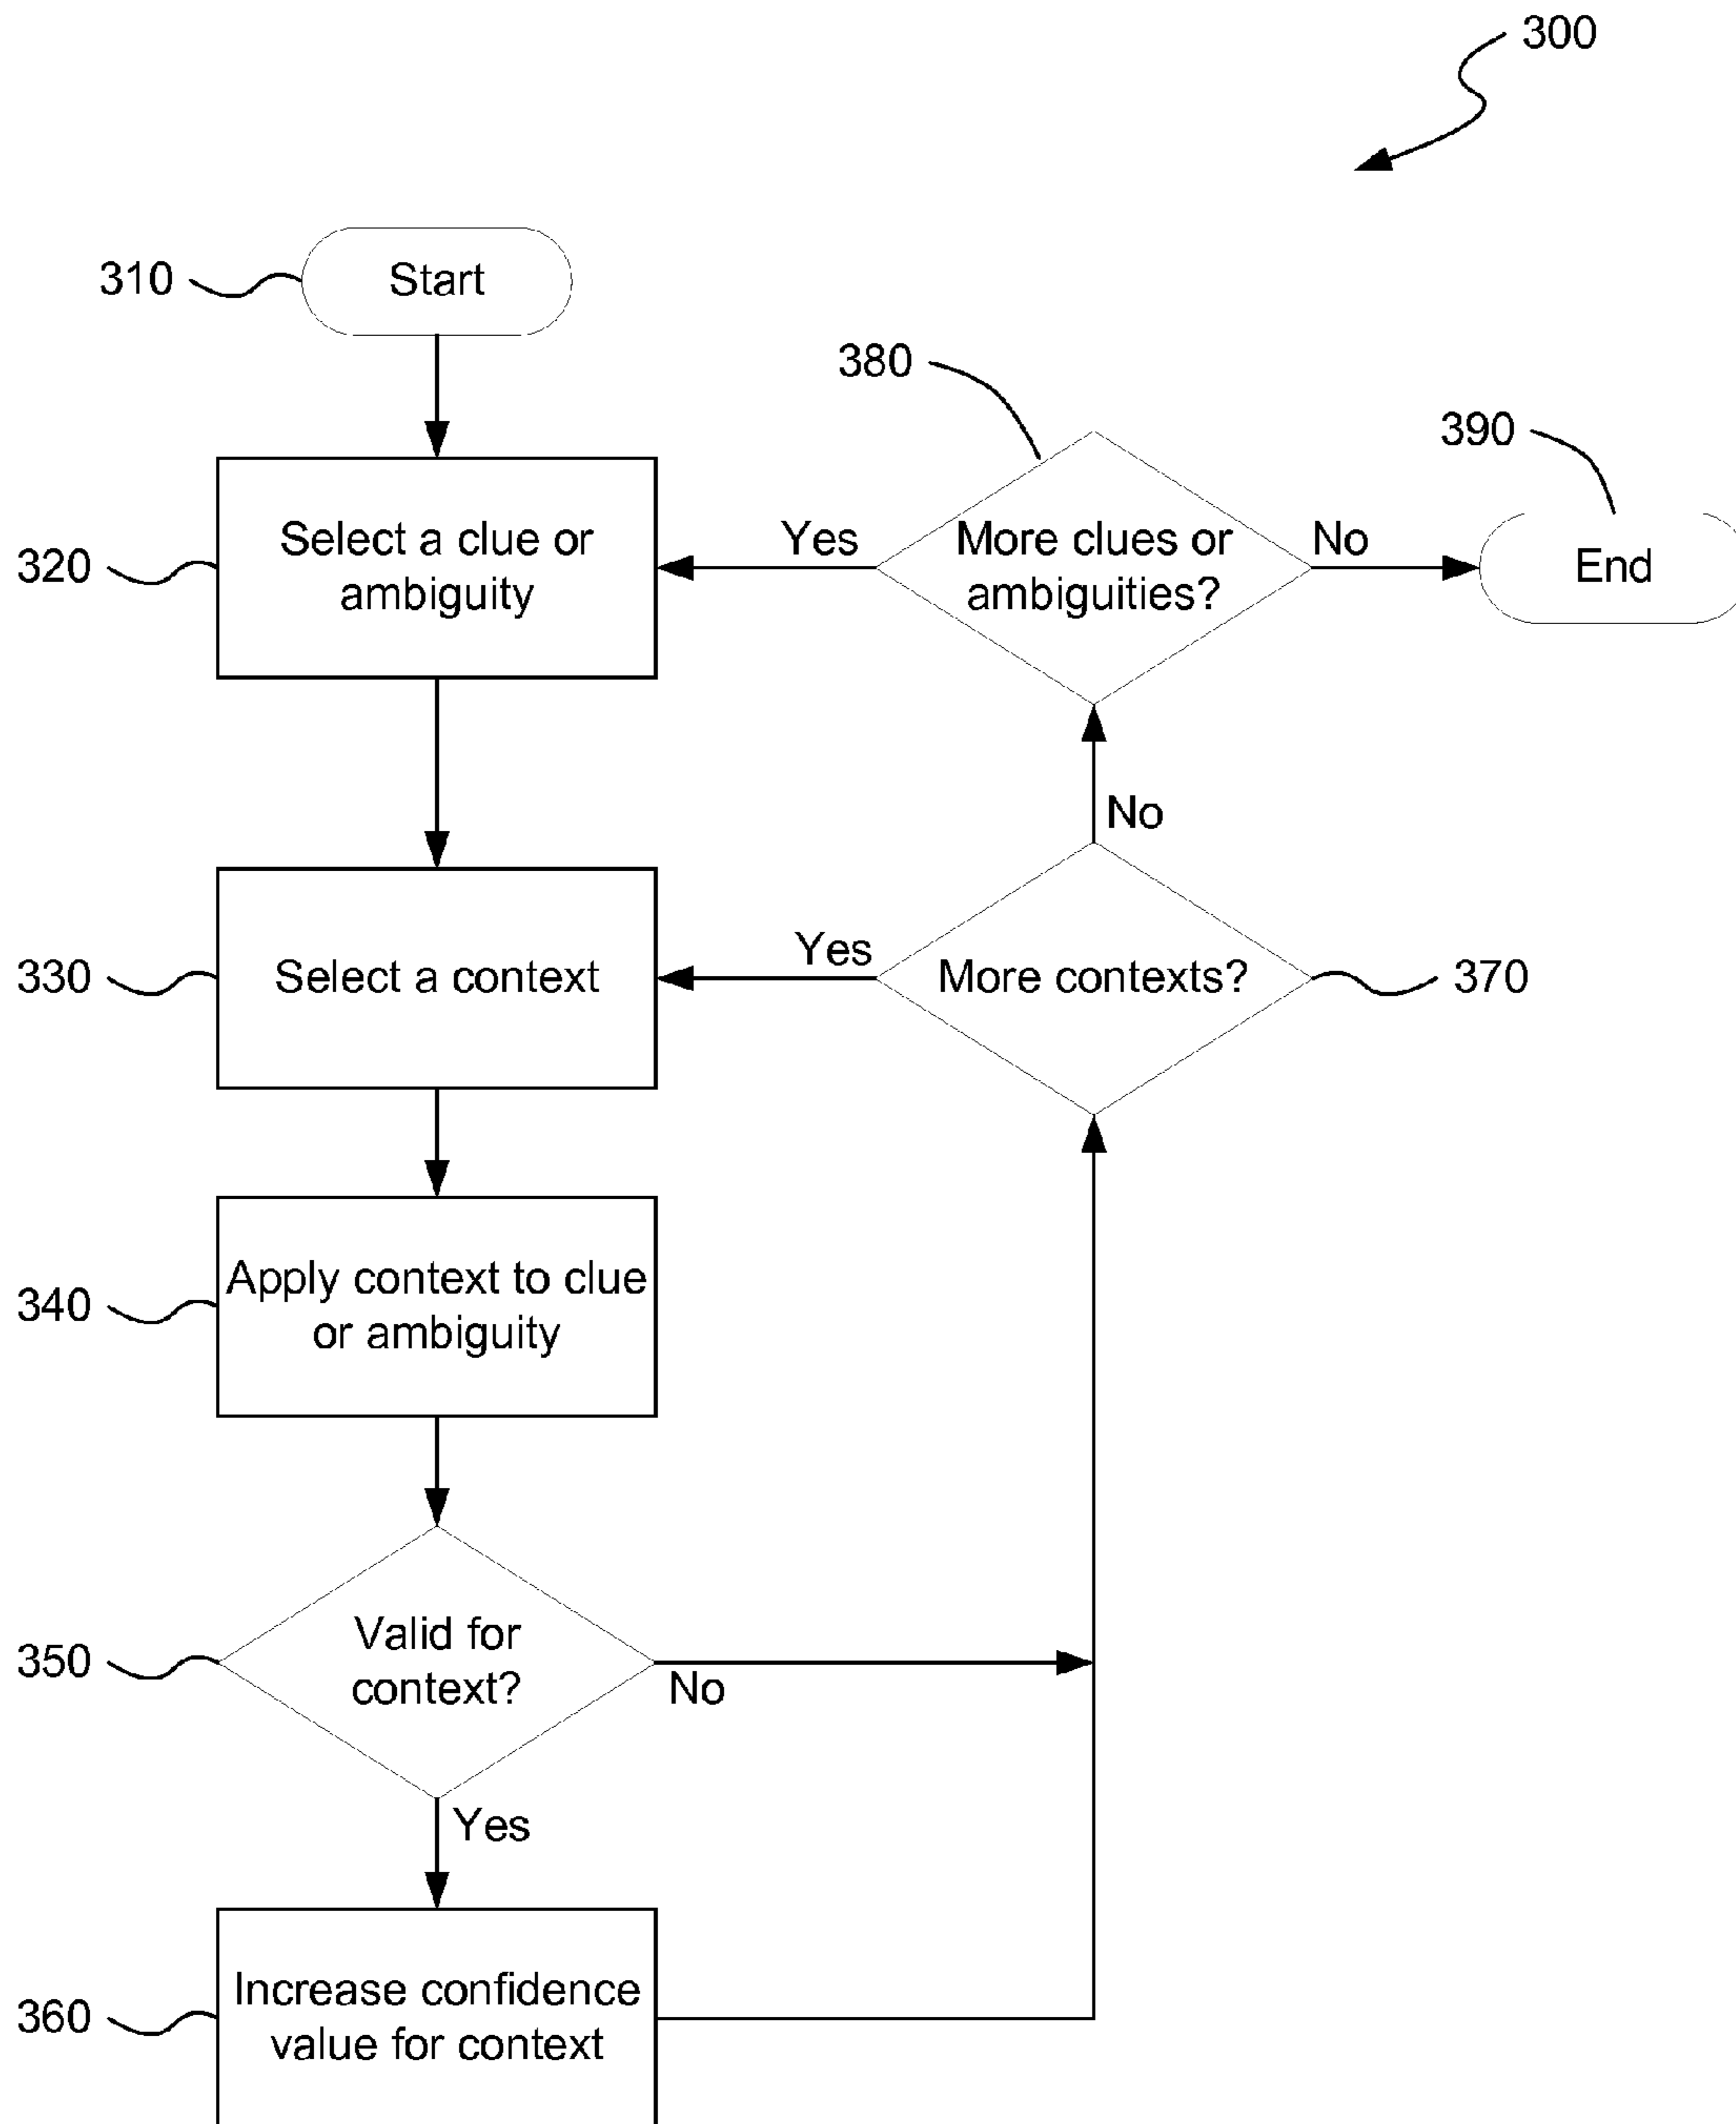 300
310
Start
380
390
320
Select a clue or
ambiguity
Yes
More clues or
ambiguities?
No
End
No
330
Select a context
Yes
More contexts?
370
340
Apply context to clue
or ambiguity
350
Valid for
context?
No
Yes
360
Increase confidence
value for context